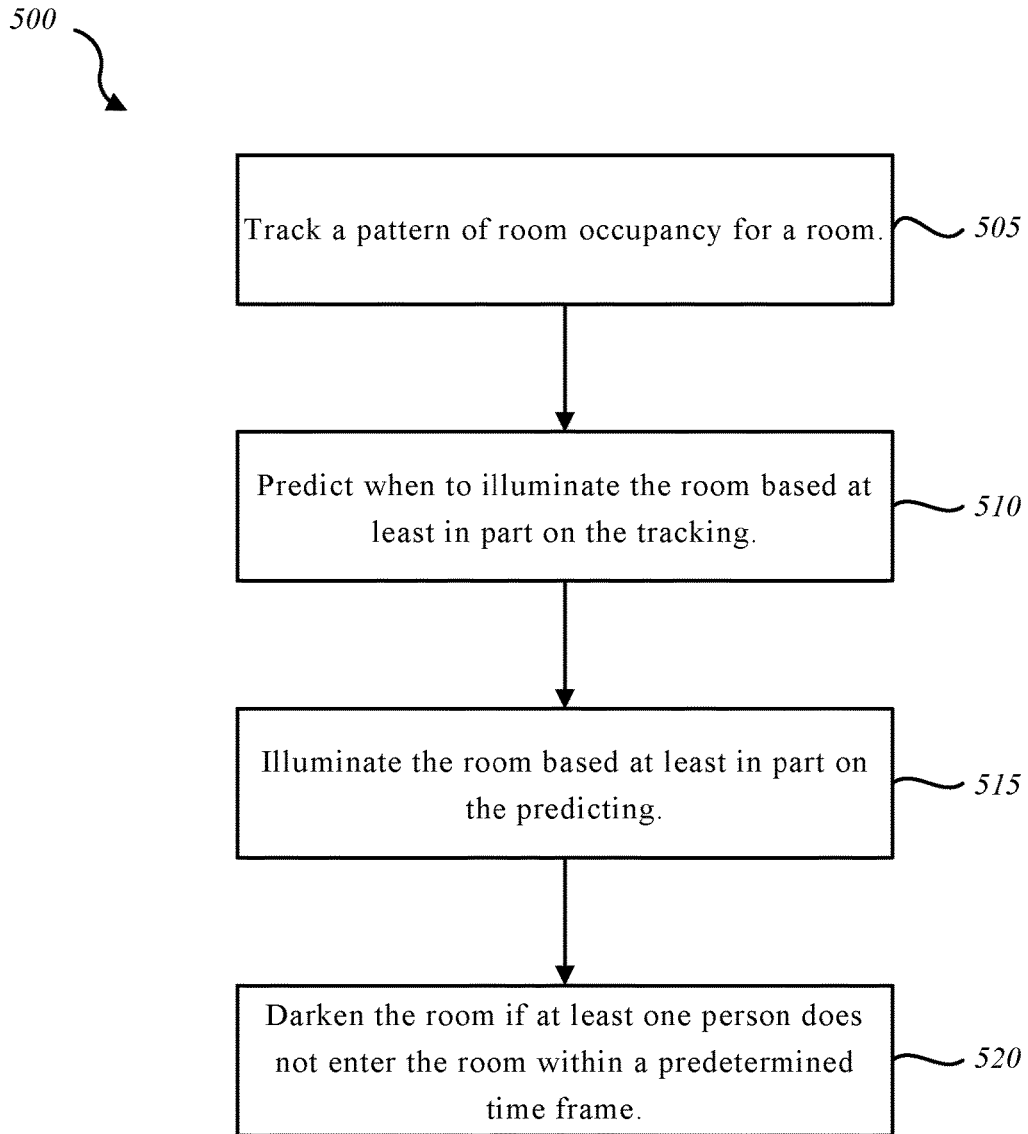 500
Track a pattern of room occupancy for a room.
505
Predict when to illuminate the room based at
least in part on the tracking.
510
Illuminate the room based at least in part on
the predicting.
515
Darken the room if at least one person does
not enter the room within a predetermined
time frame.
520